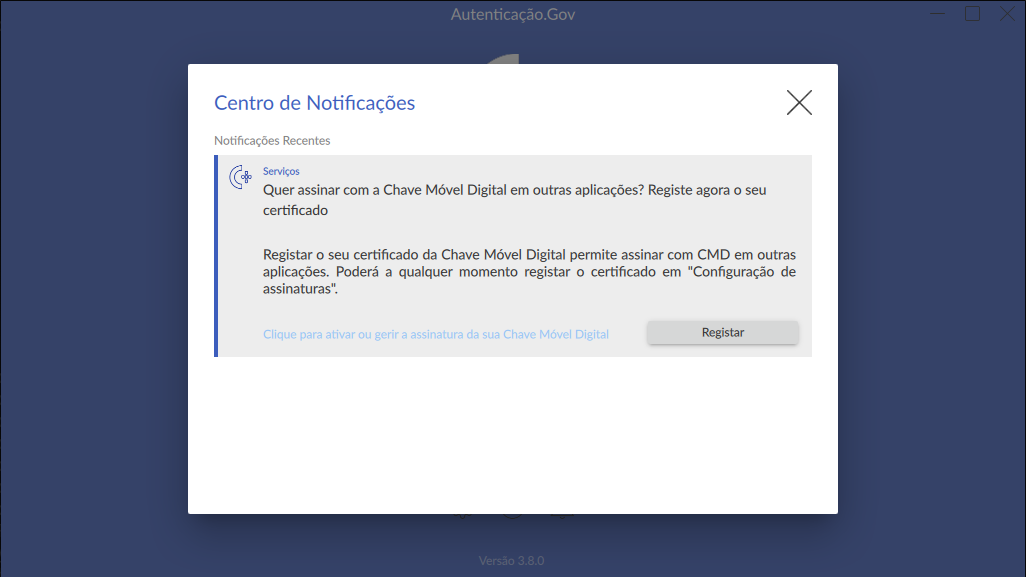 Autenticação.Gov
Centro de Notificações
Notificações Recentes
Serviços
Quer assinar com a Chave Móvel Digital em outras aplicações? Registe agora o seu
certificado
Registar o seu certificado da Chave Móvel Digital permite assinar com CMD em outras
aplicações. Poderá a qualquer momento registar o certificado em "Configuração de
assinaturas".
Clique para ativar ou gerir a assinatura da sua Chave Móvel Digital
Registar
Versão 3.8.0